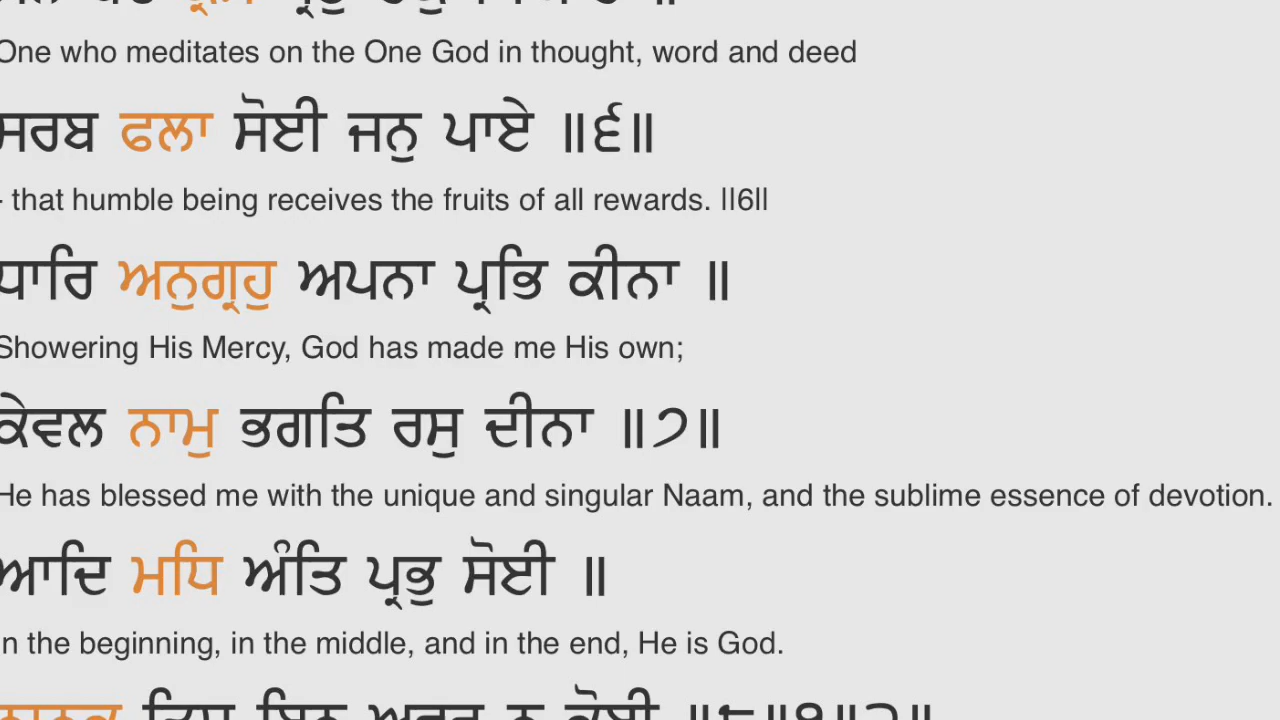 One who meditates on the One God in thought, word and deed
ਸਰਬ ਫਲਾ ਸੋਈ ਜਨੁ ਪਾਏ ॥੬॥
- that humble being receives the fruits of all rewards. ||6||
ਧਾਰਿ ਅਨੁਗ੍ਰਹੁ ਅਪਨਾ ਪ੍ਰਭਿ ਕੀਨਾ ॥
Showering His Mercy, God has made me His own;
ਕੇਵਲ ਨਾਮੁ ਭਗਤਿ ਰਸੁ ਦੀਨਾ ॥੭॥
He has blessed me with the unique and singular Naam, and the sublime essence of devotion.
ਆਦਿ ਮਧਿ ਅੰਤਿ ਪ੍ਰਭੁ ਸੋਈ ॥
In the beginning, in the middle, and in the end, He is God.